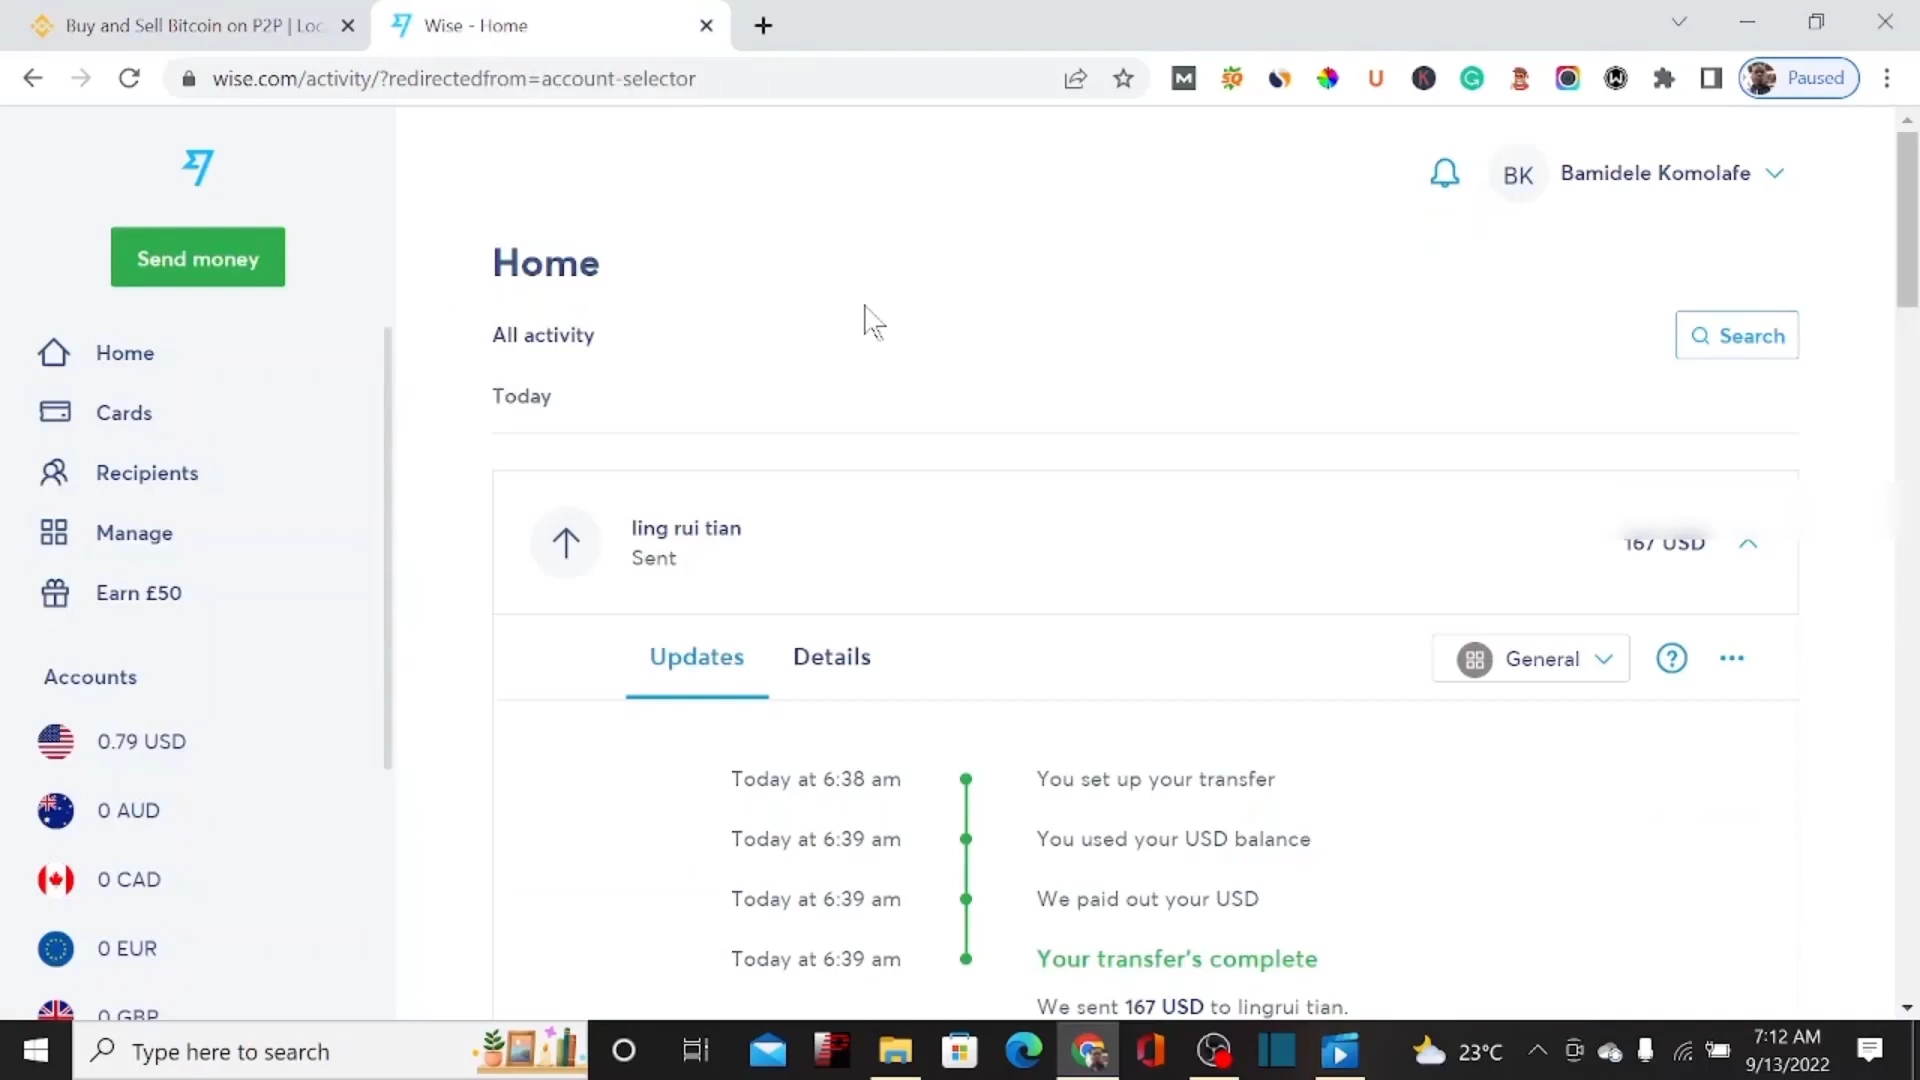 Buy and Sell Bitcoin on P2P | Loc
Wise - Home
wise.com/activity/?redirectedfrom=account-selector
Paused
Send money
BK
Bamidele Komolafe
Home
Home
All activity
Search
Cards
Today
Recipients
ling rui tian
Sent
167 USD
Manage
Earn £50
Updates
Details
General
Accounts
0.79 USD
Today at 6:38 am
You set up your transfer
0 AUD
Today at 6:39 am
You used your USD balance
0 CAD
Today at 6:39 am
We paid out your USD
0 EUR
Today at 6:39 am
Your transfer's complete
0 GBP
We sent 167 USD to lingrui tian.
Type here to search
23°C
7:12 AM
9/13/2022